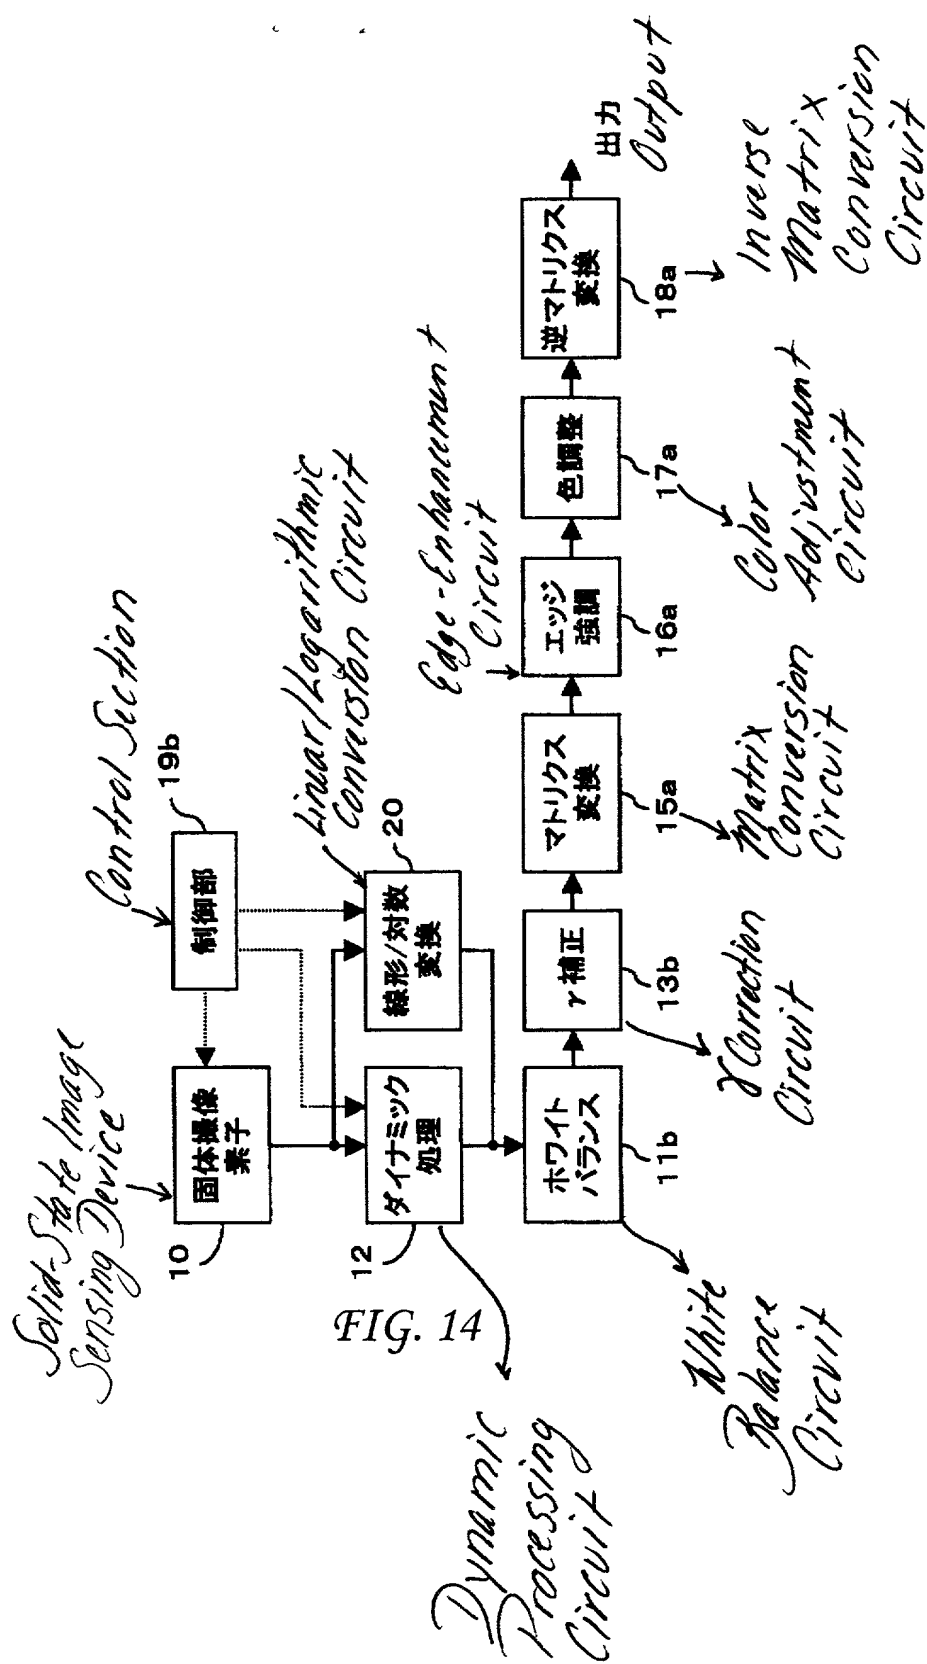 Solid-State Image
Sensing Device
固体撮像
素子
10
Control Section
制御部
19b
Linear/Logarithmic
Conversion Circuit
線形/対数
変換
20
ダイナミック
処理
12
Dynamic
Processing
Circuit
FIG. 14
ホワイト
バランス
11b
White
Balance
Circuit
γ補正
13b
γ Correction
Circuit
マトリクス
変換
15a
Matrix
Conversion
Circuit
Edge-Enhancement
Circuit
エッジ
強調
16a
色調整
17a
Color
Adjustment
Circuit
逆マトリクス
変換
18a
Inverse
Matrix
Conversion
Circuit
出力
Output